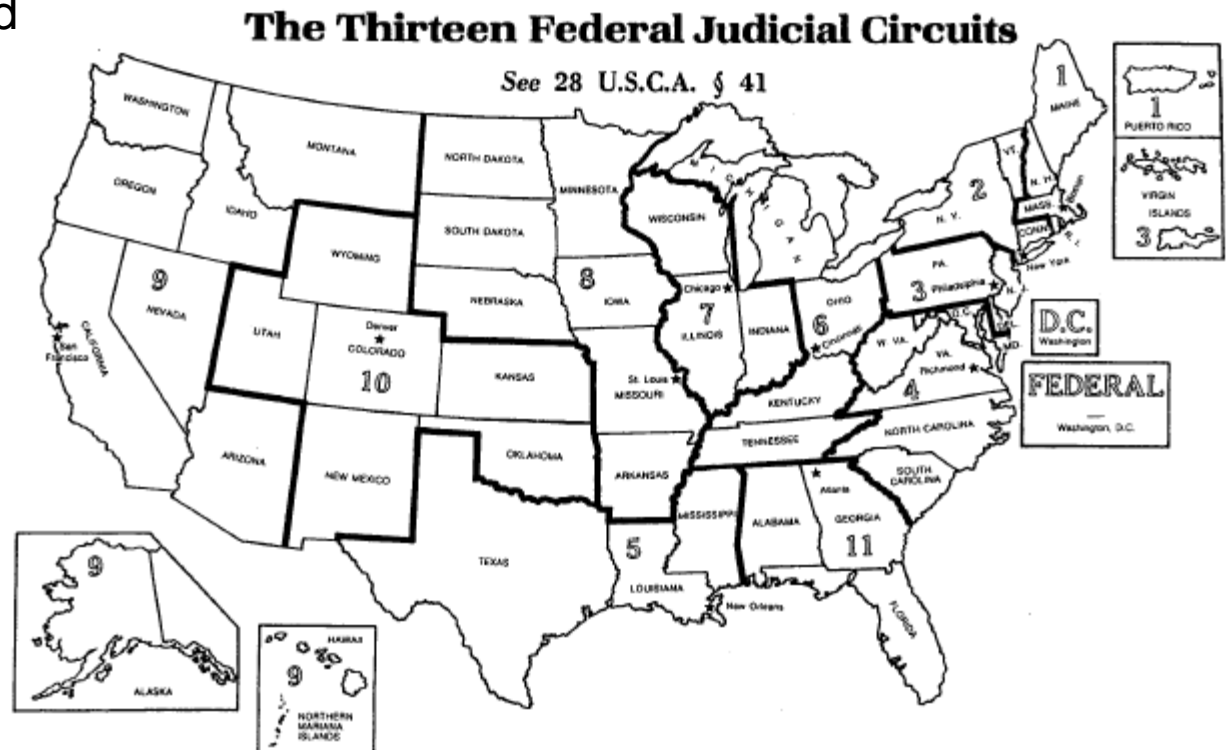 d
The Thirteen Federal Judicial Circuits
See 28 U.S.C.A. § 41
WASHINGTON
MONTANA
NORTH DAKOTA
MINNESOTA
OREGON
IDAHO
SOUTH DAKOTA
WYOMING
WISCONSIN
MICHIGAN
1
MAINE
1
PUERTO RICO
VT.
N. H.
2
N. Y.
MASS.
Boston
CONN.
R. I.
New York
VIRGIN
ISLANDS
3
9
NEVADA
NEBRASKA
8
IOWA
Chicago
7
ILLINOIS
INDIANA
OHIO
6
Cincinnati
PA.
3 Philadelphia
N. J.
D.C.
DEL.
MD.
D.C.
Washington
CALIFORNIA
San
Francisco
UTAH
Denver
COLORADO
10
KANSAS
St. Louis
MISSOURI
KENTUCKY
W. VA.
VA.
Richmond
4
FEDERAL
Washington, D.C.
ARIZONA
NEW MEXICO
OKLAHOMA
ARKANSAS
TENNESSEE
NORTH CAROLINA
SOUTH
CAROLINA
Atlanta
MISSISSIPPI
ALABAMA
GEORGIA
11
TEXAS
5
LOUISIANA
New Orleans
FLORIDA
9
ALASKA
HAWAII
9
NORTHERN
MARIANA
ISLANDS